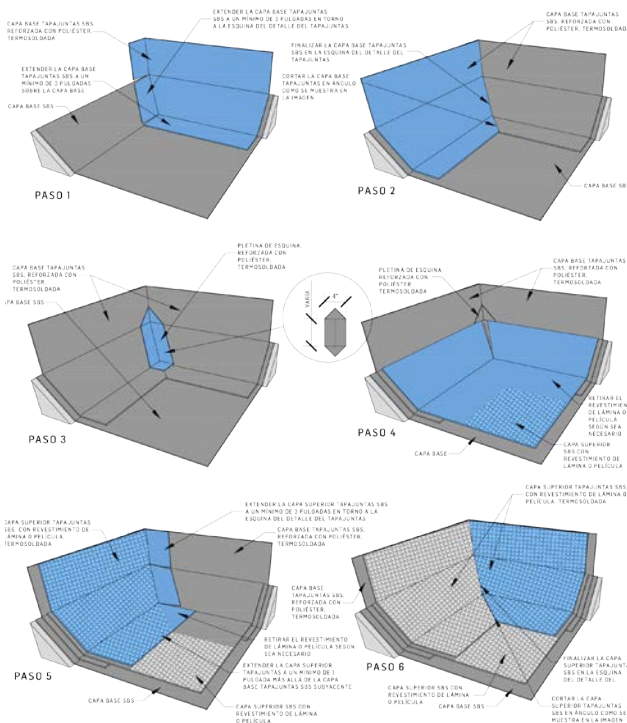 CAPA BASE TAPAJUNTAS SBS
REFORZADA CON POLIÉSTER,
TERMOSOLDADA
EXTENDER LA CAPA BASE
TAPAJUNTAS SBS A UN
MÍNIMO DE 3 PULGADAS
SOBRE LA CAPA BASE
CAPA BASE SBS
EXTENDER LA CAPA BASE TAPAJUNTAS
SBS A UN MÍNIMO DE 3 PULGADAS EN TORNO
A LA ESQUINA DEL DETALLE DEL TAPAJUNTAS
PASO 1
FINALIZAR LA CAPA BASE TAPAJUNTAS
SBS EN LA ESQUINA DEL DETALLE DEL
TAPAJUNTAS
CORTAR LA CAPA BASE
TAPAJUNTAS EN ÁNGULO
COMO SE MUESTRA EN
LA IMAGEN
CAPA BASE TAPAJUNTAS
SBS, REFORZADA CON
POLIÉSTER, TERMOSOLDAD
CAPA BASE SB
PASO 2
CAPA BASE TAPAJUNTAS
SBS, REFORZADA CON
POLIÉSTER
TERMOSOLDADA
APA BASE SBS
PLETINA DE ESQUINA,
REFORZADA CON
POLIÉSTER
TERMOSOLDADA
VARÍA
4"
PASO 3
PLETINA DE ESQUINA,
REFORZADA CON
POLIÉSTER
TERMOSOLDADA
CAPA BASE TAPAJUNTAS
SBS, REFORZADA CON
POLIÉSTER,
TERMOSOLDADA
RETIRAR EL
REVESTIMIEN
DE LÁMINA O
PELÍCULA
SEGÚN SEA
NECESARIO
CAPA SUPERIOR
SBS CON
REVESTIMIENTO DE
LÁMINA O PELÍCULA
CAPA BASE
PASO 4
CAPA SUPERIOR TAPAJUNTAS
SBS, CON REVESTIMIENTO DE
LÁMINA O PELÍCULA,
TERMOSOLDADA
EXTENDER LA CAPA SUPERIOR TAPAJUNTAS SBS
A UN MÍNIMO DE 3 PULGADAS EN TORNO A LA
ESQUINA DEL DETALLE DEL TAPAJUNTAS
CAPA BASE TAPAJUNTAS SBS,
REFORZADA CON POLIÉSTER,
TERMOSOLDADA
RETIRAR EL REVESTIMIENTO
DE LÁMINA O PELÍCULA SEGÚN
SEA NECESARIO
EXTENDER LA CAPA SUPERIOR
TAPAJUNTAS A UN MÍNIMO DE 1
PULGADA MÁS ALLÁ DE LA CAPA
BASE TAPAJUNTAS SBS SUBYACENTE
CAPA BASE SBS
CAPA SUPERIOR SBS CON
REVESTIMIENTO DE LÁMINA
O PELÍCULA
PASO 5
CAPA SUPERIOR TAPAJUNTAS SBS,
CON REVESTIMIENTO DE LÁMINA O
PELÍCULA, TERMOSOLDADA
CAPA BASE
TAPAJUNTAS SBS,
REFORZADA CON
POLIÉSTER,
TERMOSOLDADA
FINALIZAR LA CAPA
SUPERIOR TAPAJUNTA
SBS EN LA ESQUINA
DEL DETALLE DEL
CORTAR LA CAPA
SUPERIOR TAPAJUNTAS
SBS EN ÁNGULO COMO SE
MUESTRA EN LA IMAGEN
CAPA SUPERIOR SBS CON
REVESTIMIENTO DE LÁMINA
O PELÍCULA
CAPA BASE SBS
PASO 6